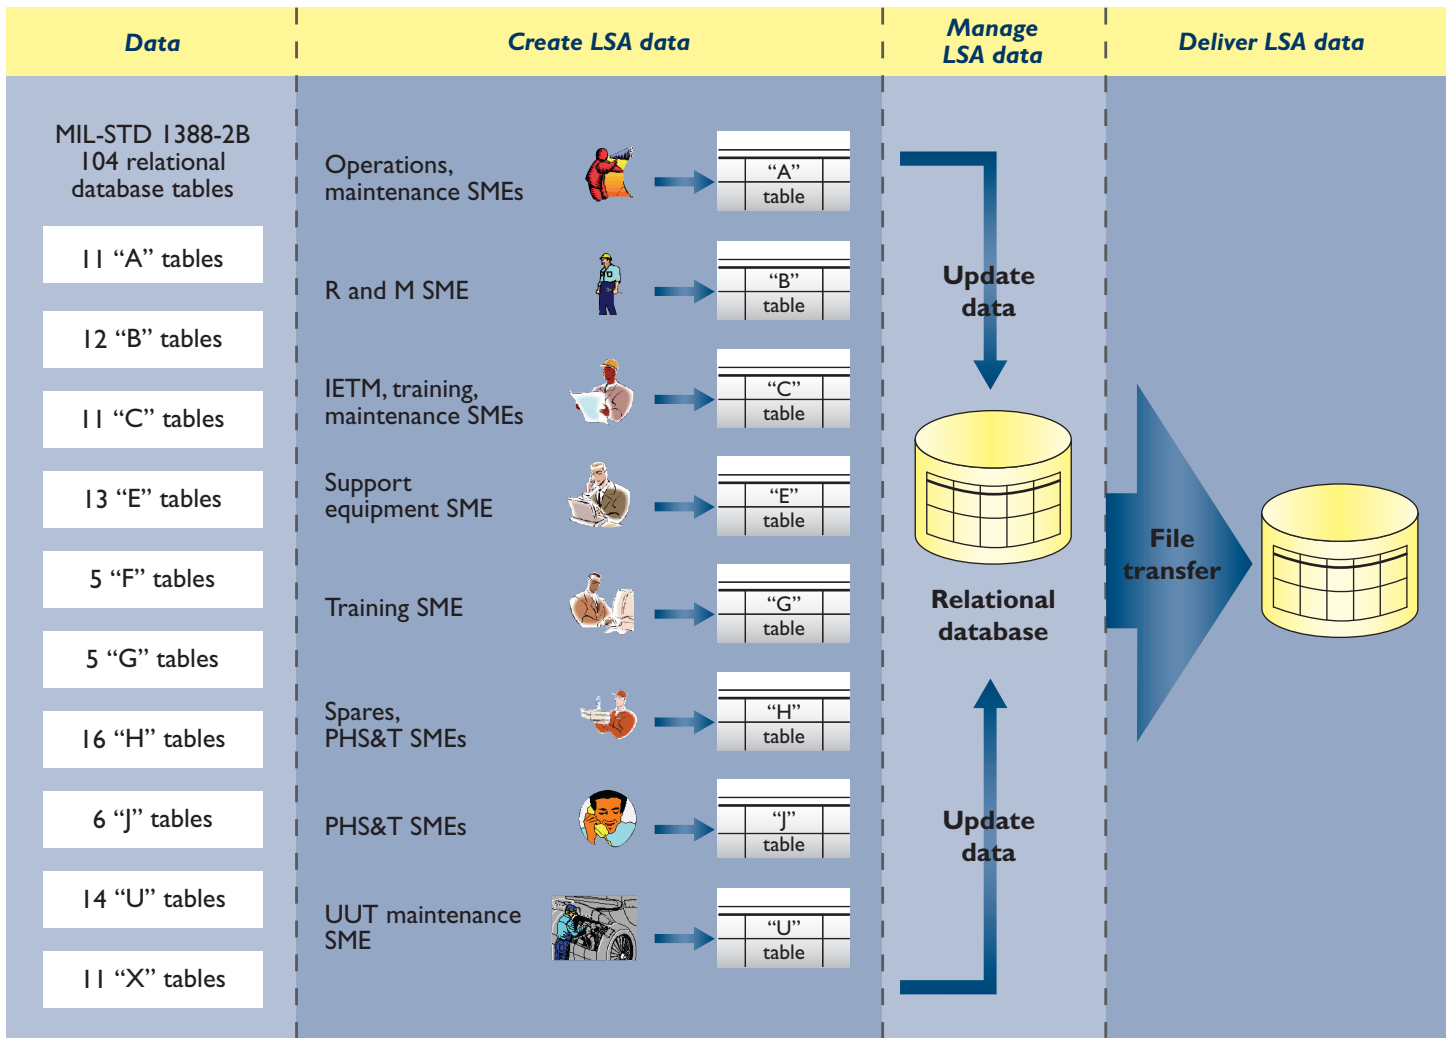 Data
Create LSA data
Manage
LSA data
Deliver LSA data
MIL-STD 1388-2B
104 relational
database tables
11 “A” tables
12 “B” tables
11 “C” tables
13 “E” tables
5 “F” tables
5 “G” tables
16 “H” tables
6 “J” tables
14 “U” tables
11 “X” tables
Operations,
maintenance SMEs
“A”
table
R and M SME
“B”
table
IETM, training,
maintenance SMEs
“C”
table
Support
equipment SME
“E”
table
Training SME
“G”
table
Spares,
PHS&T SMEs
“H”
table
PHS&T SMEs
“J”
table
UUT maintenance
SME
“U”
table
Update
data
Relational
database
Update
data
File
transfer